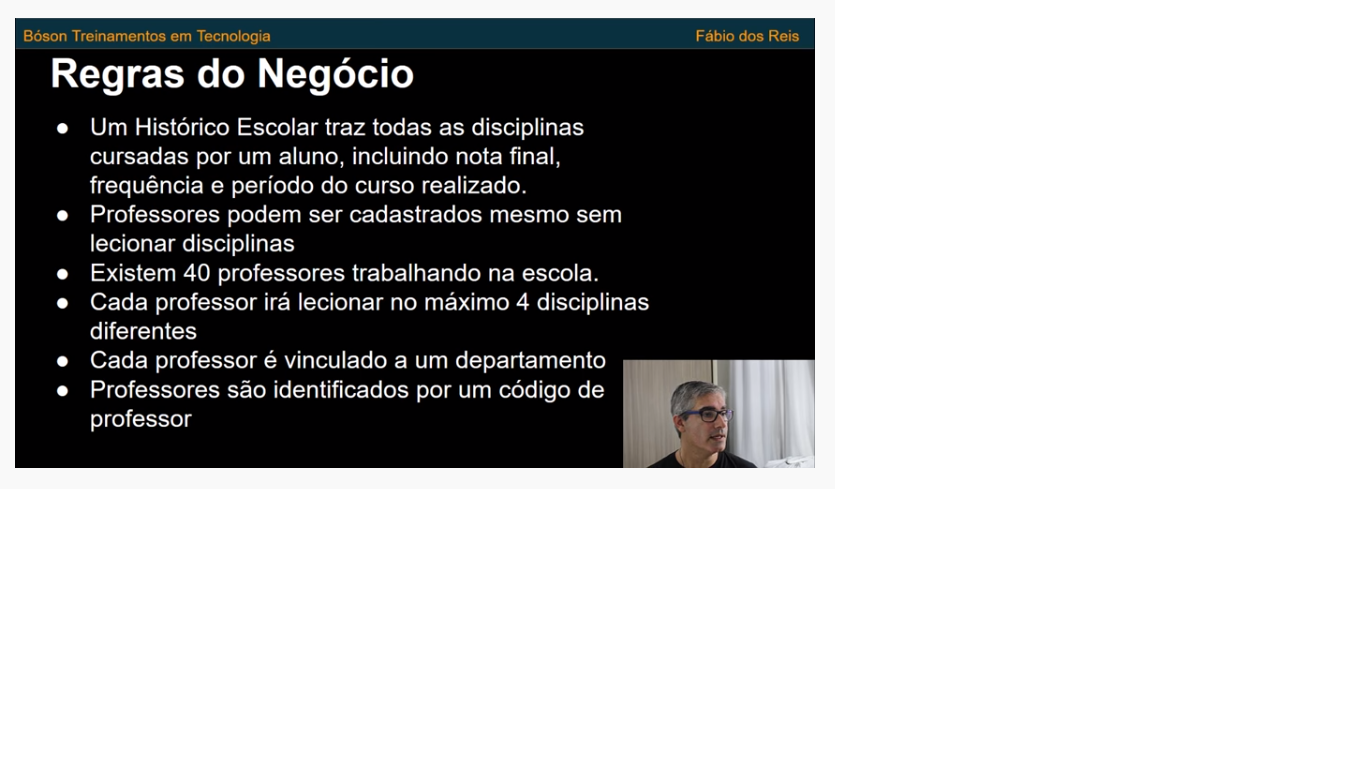 Bóson Treinamentos em Tecnologia
Fábio dos Reis
Regras do Negócio
● Um Histórico Escolar traz todas as disciplinas
cursadas por um aluno, incluindo nota final,
frequência e período do curso realizado.
● Professores podem ser cadastrados mesmo sem
lecionar disciplinas
● Existem 40 professores trabalhando na escola.
● Cada professor irá lecionar no máximo 4 disciplinas
diferentes
● Cada professor é vinculado a um departamento
● Professores são identificados por um código de
professor